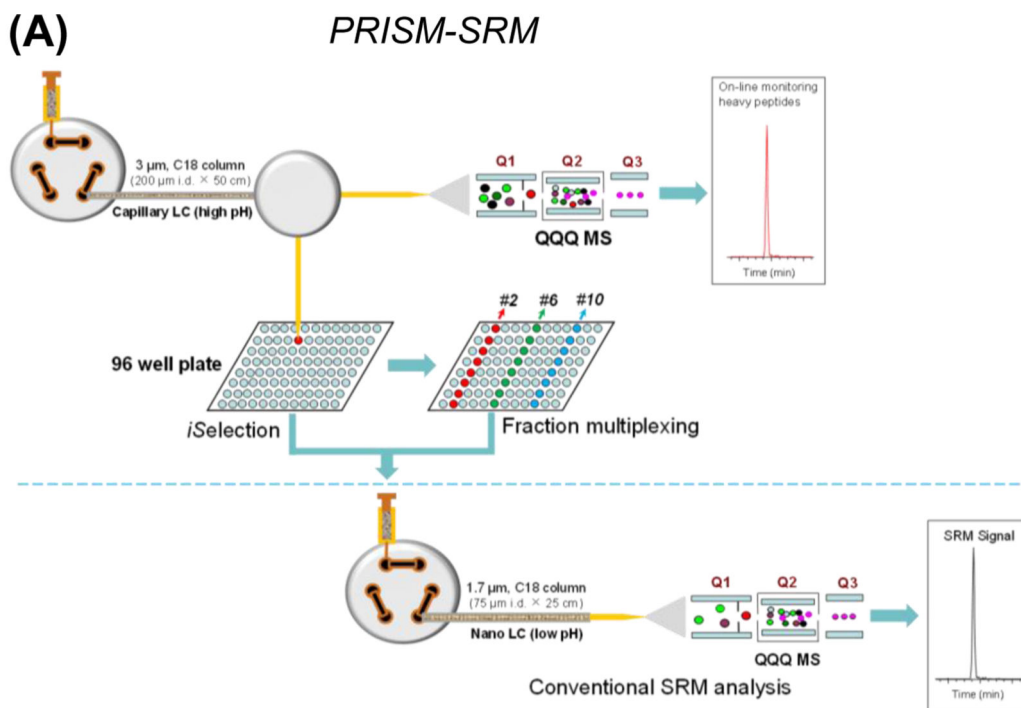 (A)
PRISM-SRM
On-line monitoring
heavy peptides
3 µm, C18 column
(200 µm i.d. × 50 cm)
Capillary LC (high pH)
Q1
Q2
Q3
QQQ MS
Time (min)
#2
#6
#10
96 well plate
iSelection
Fraction multiplexing
SRM Signal
1.7 µm, C18 column
(75 µm i.d. × 25 cm)
Nano LC (low pH)
Q1
Q2
Q3
QQQ MS
Conventional SRM analysis
Time (min)